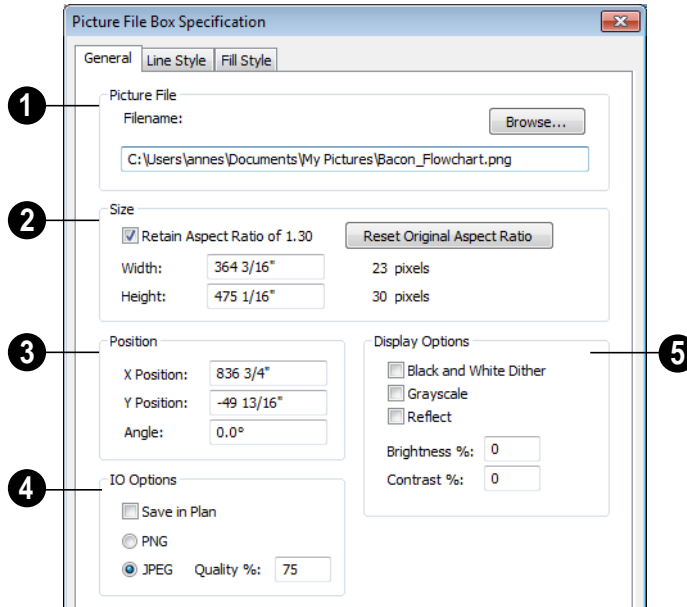 Picture File Box Specification
General Line Style Fill Style
1
Picture File
Filename:
Browse...
C:\Users\annes\Documents\My Pictures\Bacon_Flowchart.png
2
Size
Retain Aspect Ratio of 1.30 Reset Original Aspect Ratio
Width: 364 3/16" 23 pixels
Height: 475 1/16" 30 pixels
3
Position
X Position: 836 3/4"
Y Position: -49 13/16"
Angle: 0.0°
5
Display Options
Black and White Dither
Grayscale
Reflect
Brightness %: 0
Contrast %: 0
4
IO Options
Save in Plan
PNG
JPEG Quality %: 75